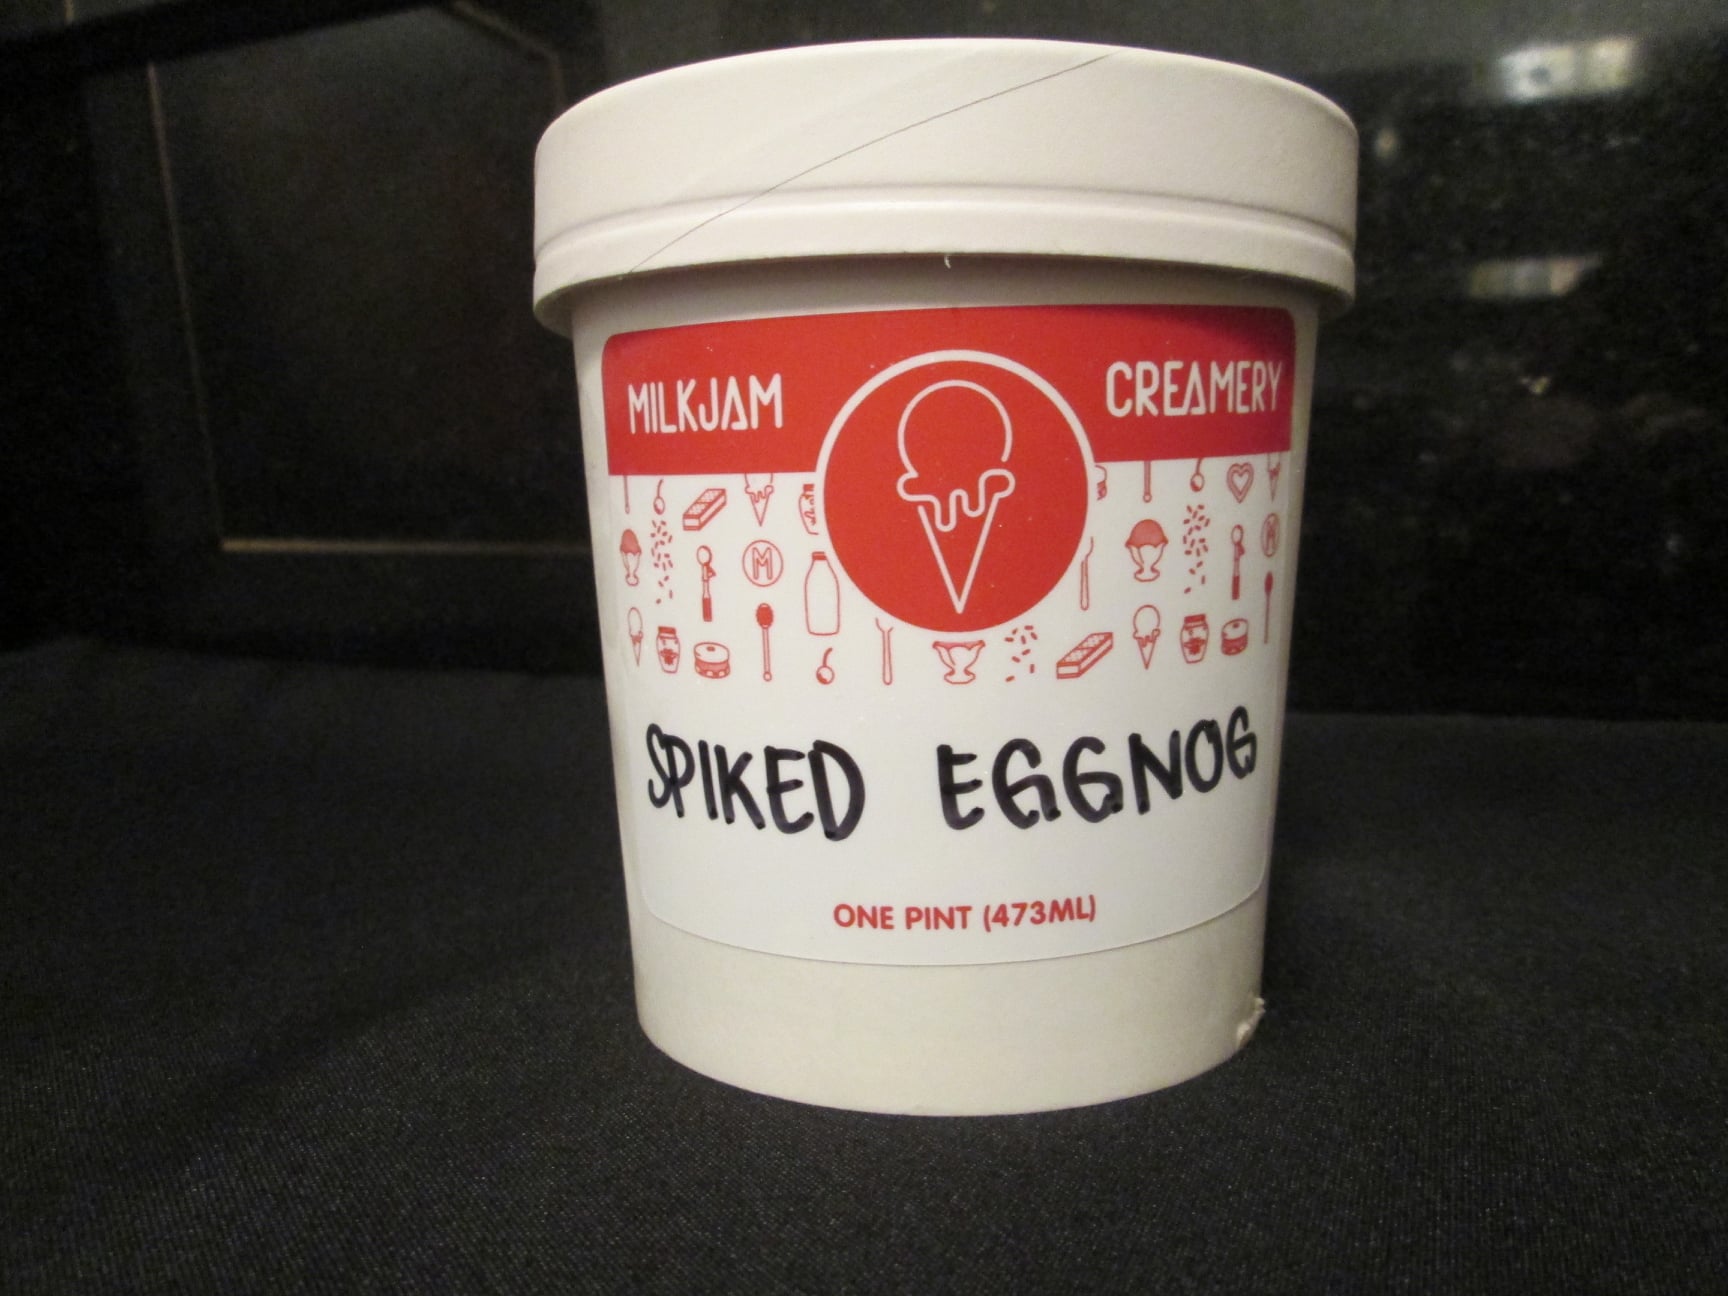 MILKJAM CREAMERY
M
M
SPIKED EGGNOG
ONE PINT (473ML)